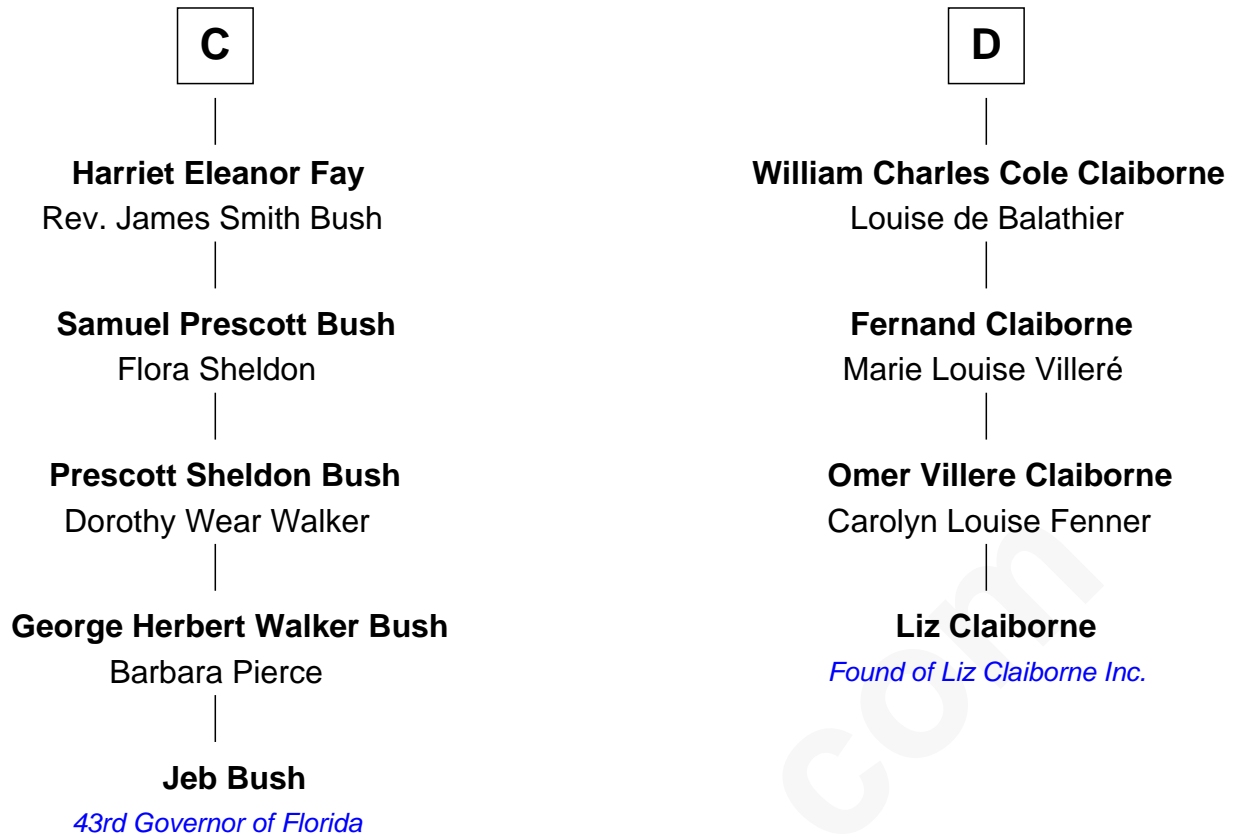 C
Harriet Eleanor Fay
Rev. James Smith Bush
Samuel Prescott Bush
Flora Sheldon
Prescott Sheldon Bush
Dorothy Wear Walker
George Herbert Walker Bush
Barbara Pierce
Jeb Bush
43rd Governor of Florida
D
William Charles Cole Claiborne
Louise de Balathier
Fernand Claiborne
Marie Louise Villeré
Omer Villere Claiborne
Carolyn Louise Fenner
Liz Claiborne
Found of Liz Claiborne Inc.
com